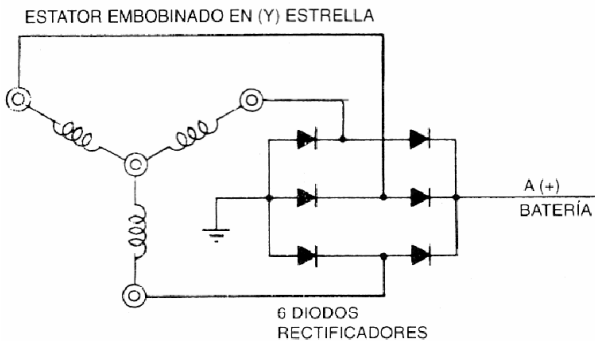 ESTATOR EMBOBINADO EN (Y) ESTRELLA
A (+)
BATERÍA
6 DIODOS
RECTIFICADORES